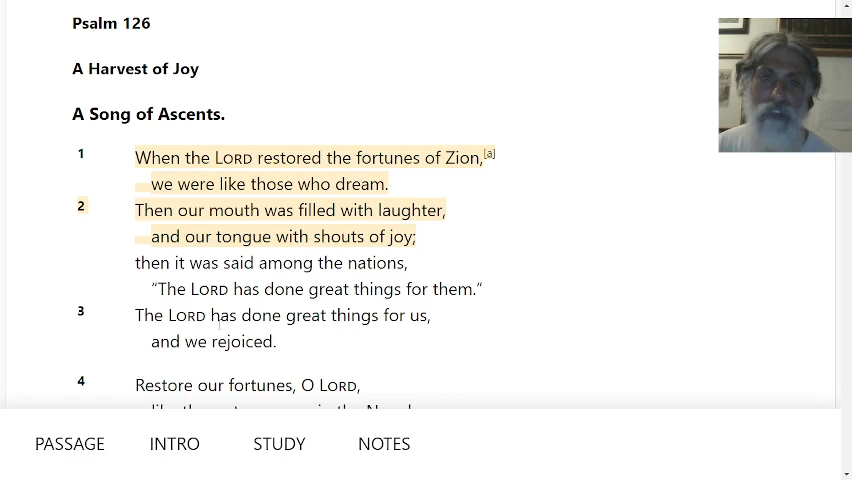 Psalm 126
A Harvest of Joy
A Song of Ascents.
1 When the LORD restored the fortunes of Zion,[a]
we were like those who dream.
2 Then our mouth was filled with laughter,
and our tongue with shouts of joy;
then it was said among the nations,
“The LORD has done great things for them.”
3 The LORD has done great things for us,
and we rejoiced.
4 Restore our fortunes, O LORD,
PASSAGE INTRO STUDY NOTES